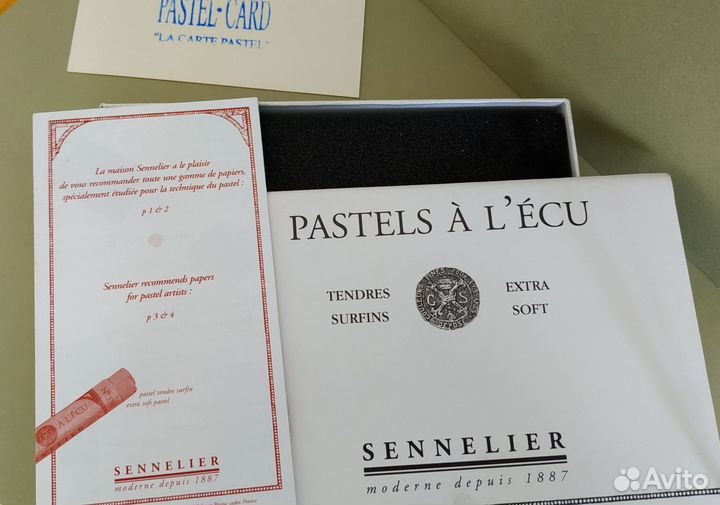 PASTEL-CARD
"LA CARTE PASTEL"
La maison Sennelier a le plaisir
de vous recommander toute une gamme de papiers,
spécialement étudiée pour la technique du pastel :
p 1 & 2
Sennelier recommends papers
for pastel artists :
p 3 & 4
A L'ÉCU
pastel tendre surfin
extra soft pastel
SENNELIER
moderne depuis 1887
cedex France
PASTELS À L'ÉCU
TENDRES
SURFINS
C S
EXTRA
SOFT
SENNELIER
moderne depuis 1887
Avito